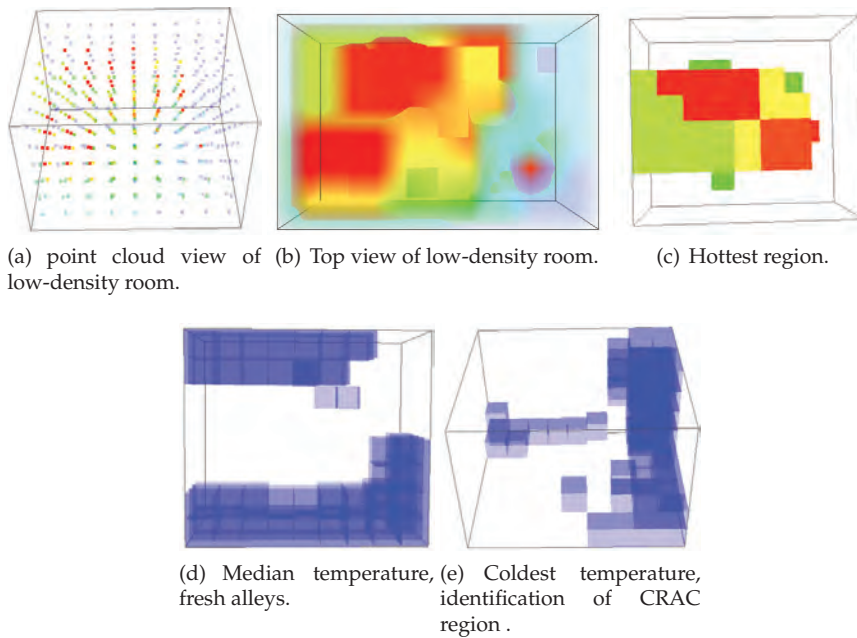 (a) point cloud view of low-density room.
(b) Top view of low-density room.
(c) Hottest region.
(d) Median temperature, fresh alleys.
(e) Coldest temperature, identification of CRAC region .